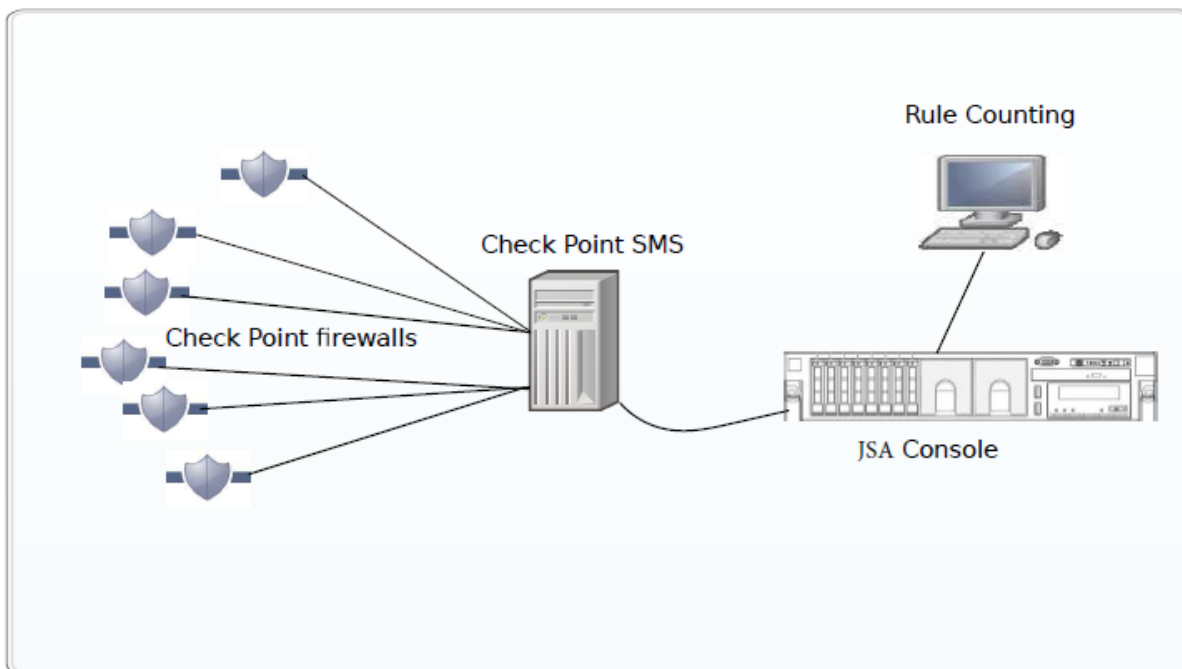 Rule Counting
Check Point SMS
Check Point firewalls
JSA Console